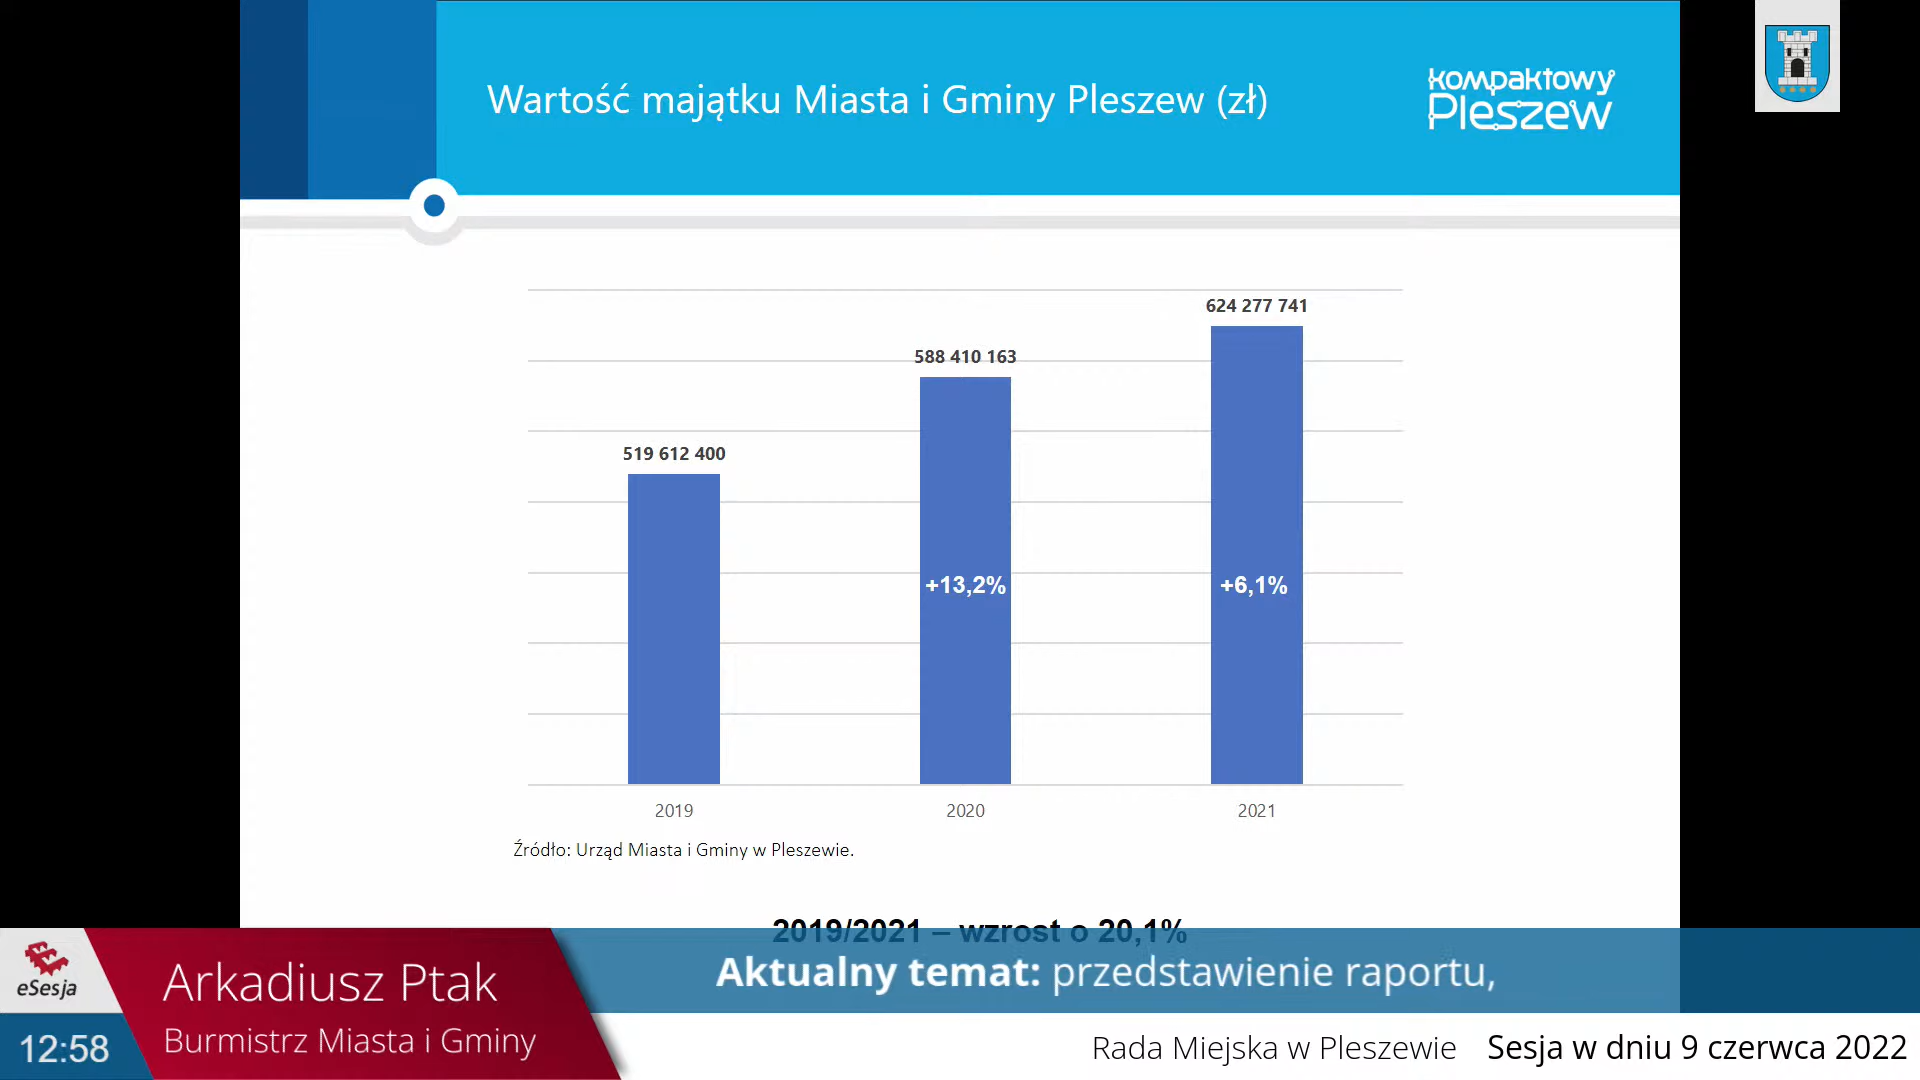 Wartość majątku Miasta i Gminy Pleszew (zł)
kompaktowy
Pleszew
624 277 741
588 410 163
519 612 400
+13,2%
+6,1%
2019
2020
2021
Źródło: Urząd Miasta i Gminy w Pleszewie.
2019/2021 – wzrost o 20,1%
eSesja
Arkadiusz Ptak
Burmistrz Miasta i Gminy
Aktualny temat: przedstawienie raportu,
12:58
Rada Miejska w Pleszewie Sesja w dniu 9 czerwca 2022